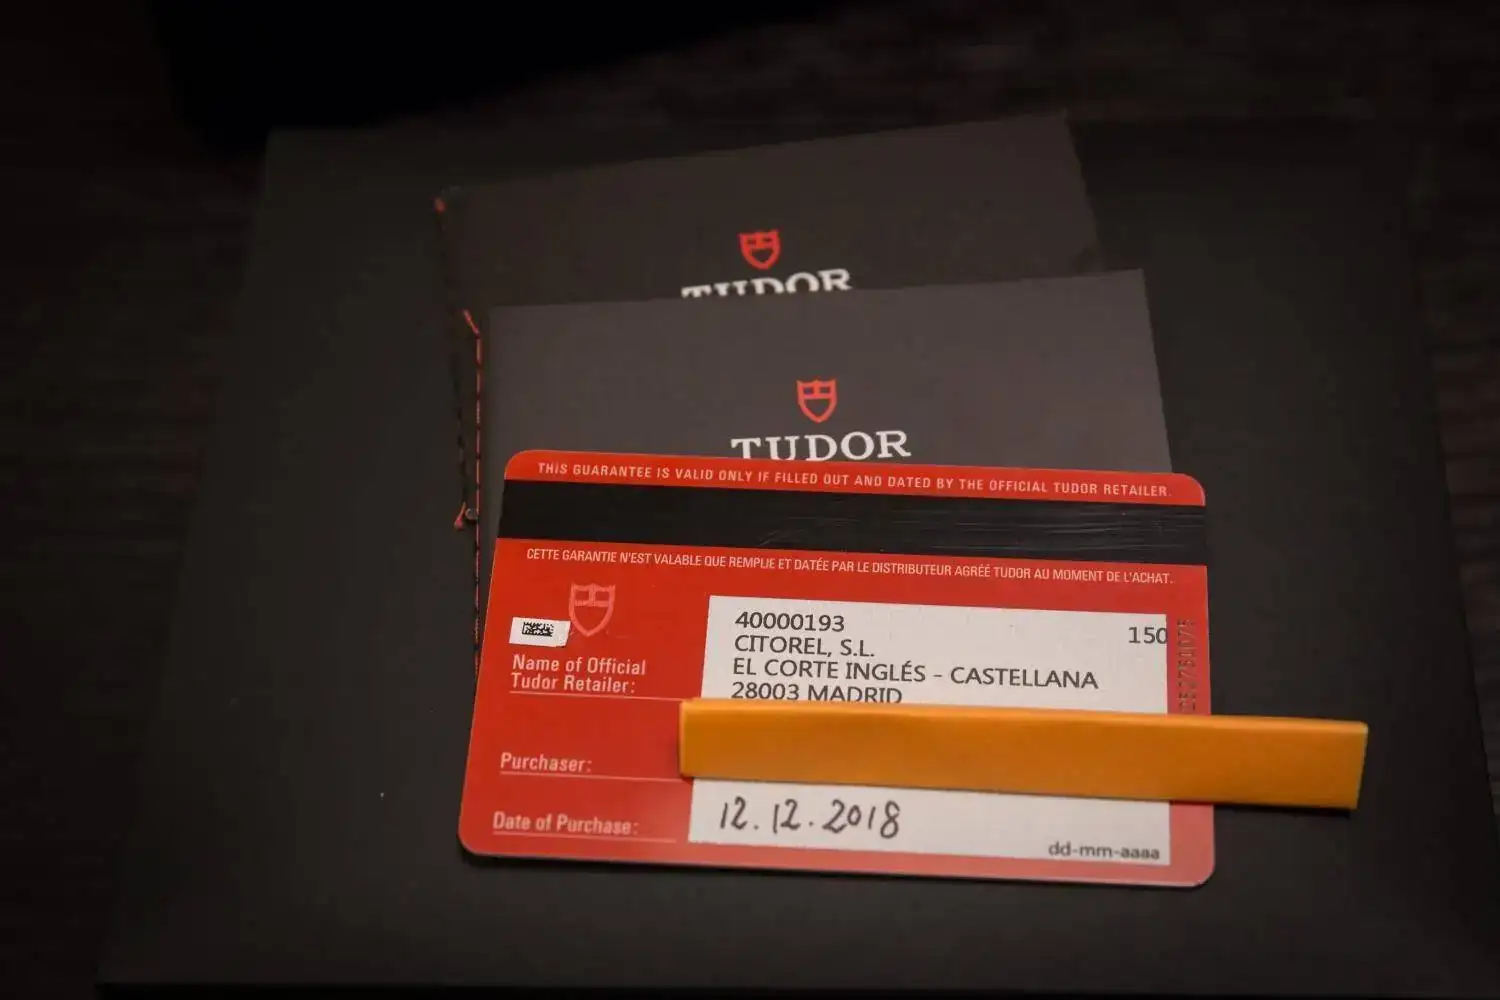 TUDOR
TUDOR
THIS GUARANTEE IS VALID ONLY IF FILLED OUT AND DATED BY THE OFFICIAL TUDOR RETAILER.
CETTE GARANTIE N'EST VALABLE QUE REMPLIE ET DATÉE PAR LE DISTRIBUTEUR AGRÉÉ TUDOR AU MOMENT DE L'ACHAT.
Name of Official
Tudor Retailer:
40000193
150
CITOREL, S.L.
EL CORTE INGLÉS - CASTELLANA
28003 MADRID
Purchaser:
Date of Purchase:
12.12.2018
dd-mm-aaaa